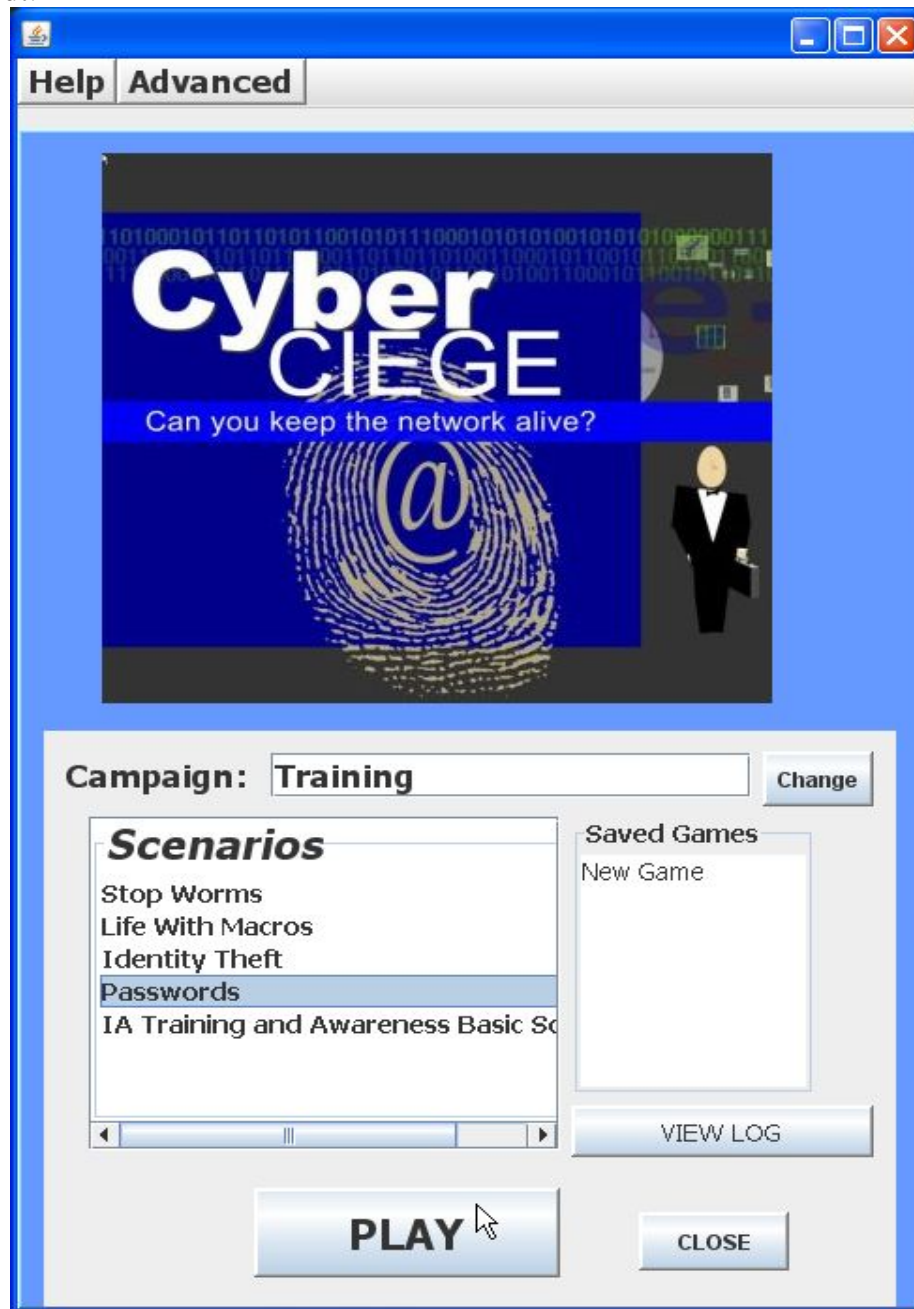 Help Advanced
Cyber
CIEGE
Can you keep the network alive?
@
Campaign: Training Change
Scenarios
Stop Worms
Life With Macros
Identity Theft
Passwords
IA Training and Awareness Basic Sc
Saved Games
New Game
VIEW LOG
PLAY
CLOSE